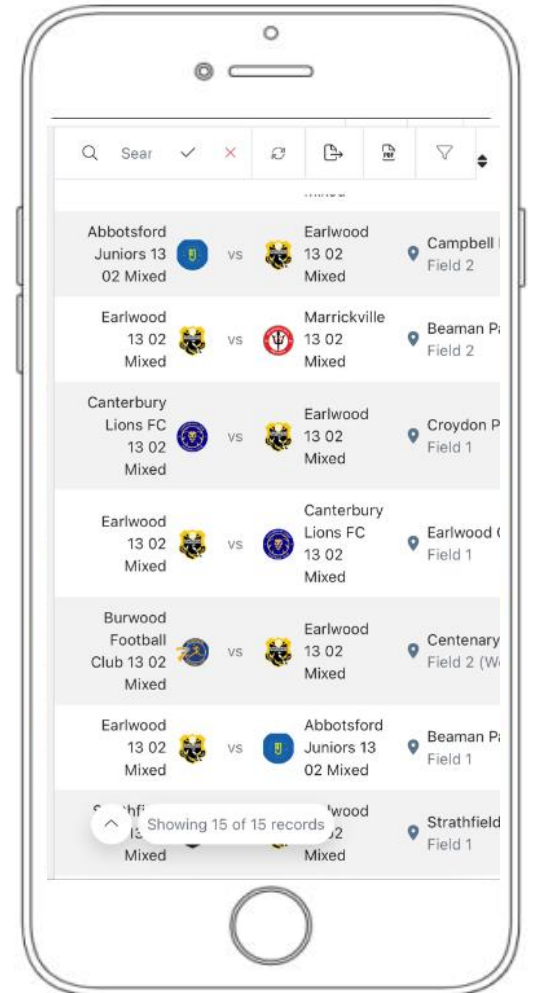 Sear
PDF
Abbotsford
Juniors 13
02 Mixed
vs
Earlwood
13 02
Mixed
Campbell
Field 2
Earlwood
13 02
Mixed
vs
Marrickville
13 02
Mixed
Beaman Pa
Field 2
Canterbury
Lions FC
13 02
Mixed
vs
Earlwood
13 02
Mixed
Croydon P
Field 1
Earlwood
13 02
Mixed
vs
Canterbury
Lions FC
13 02
Mixed
Earlwood
Field 1
Burwood
Football
Club 13 02
Mixed
vs
Earlwood
13 02
Mixed
Centenary
Field 2 (We
Earlwood
13 02
Mixed
vs
Abbotsford
Juniors 13
02 Mixed
Beaman Pa
Field 1
Showing 15 of 15 records
Mixed
Mixed
Strathfield
Field 1